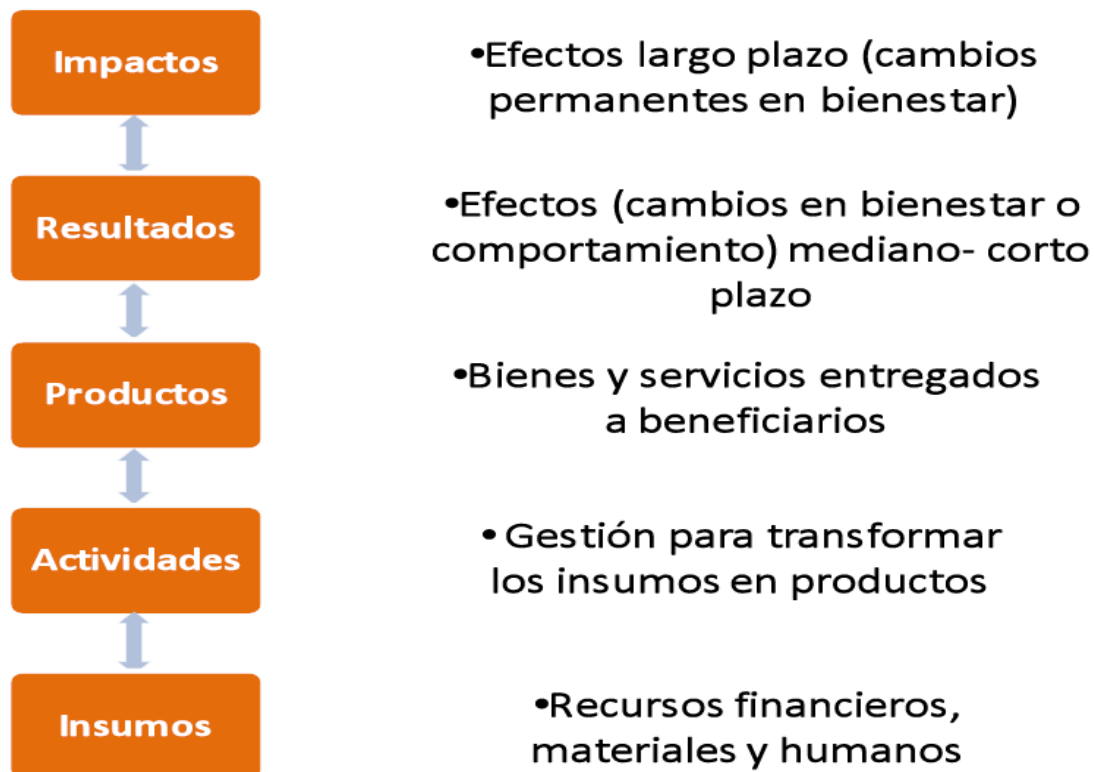 Impactos
•Efectos largo plazo (cambios
permanentes en bienestar)
Resultados
•Efectos (cambios en bienestar o
comportamiento) mediano- corto
plazo
Productos
•Bienes y servicios entregados
a beneficiarios
Actividades
• Gestión para transformar
los insumos en productos
Insumos
•Recursos financieros,
materiales y humanos